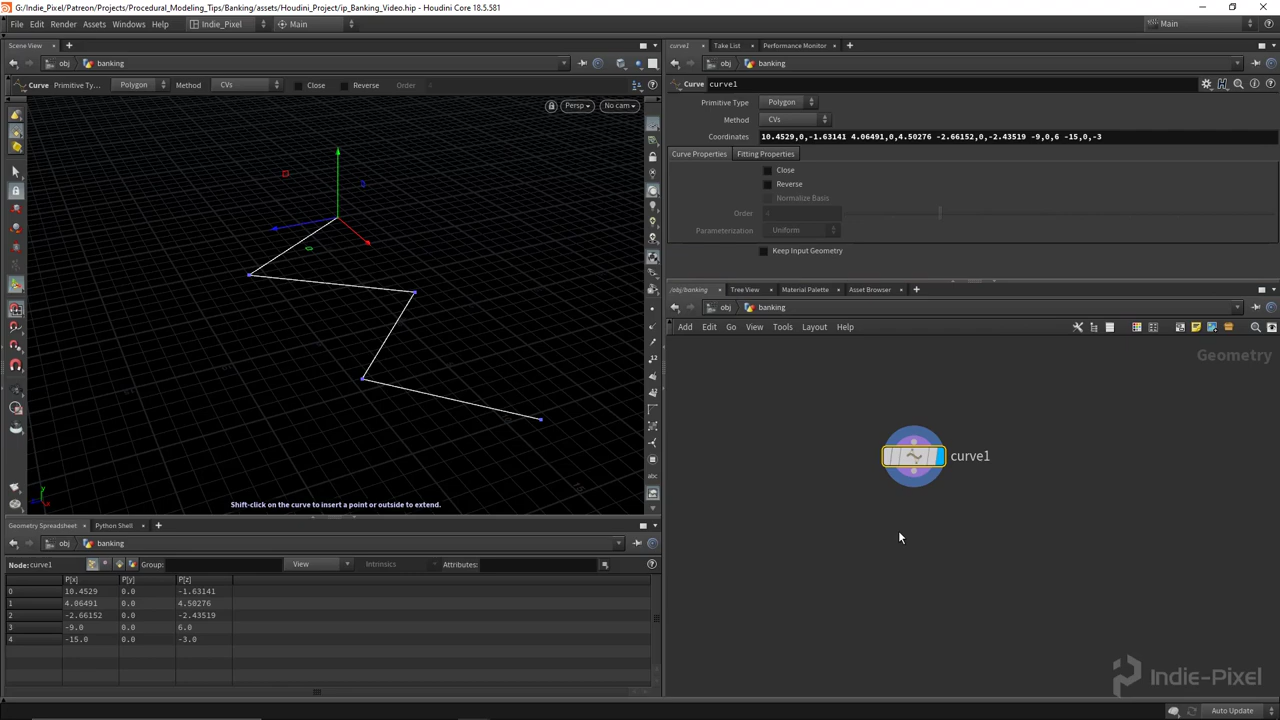 G:/Indie_Pixel/Patreon/Projects/Procedural_Modeling_Tips/Banking/assets/Houdini_Project/ip_Banking_Video.hip - Houdini Core 18.5.581
File Edit Render Assets Windows Help Indie_Pixel Main Main
Scene View
obj banking
Curve Primitive Ty... Polygon Method CVs Close Reverse Order
Persp No cam
Shift-click on the curve to insert a point or outside to extend.
Geometry Spreadsheet Python Shell
obj banking
Node: curve1 Group: View Intrinsics Attributes:
P[x] P[y] P[z]
0 10.4529 0.0 -1.63141
1 4.06491 0.0 4.50276
2 -2.66152 0.0 -2.43519
3 -9.0 0.0 6.0
4 -15.0 0.0 -3.0
curve1 Take List Performance Monitor
obj banking
Curve curve1
Primitive Type Polygon
Method CVs
Coordinates 10.4529,0,-1.63141 4.06491,0,4.50276 -2.66152,0,-2.43519 -9,0,6 -15,0,-3
Curve Properties Fitting Properties
Close
Reverse
Normalize Basis
Order 4
Parameterization Uniform
Keep Input Geometry
/obj/banking Tree View Material Palette Asset Browser
obj banking
Add Edit Go View Tools Layout Help
Geometry
curve1
Indie-Pixel
Auto Update